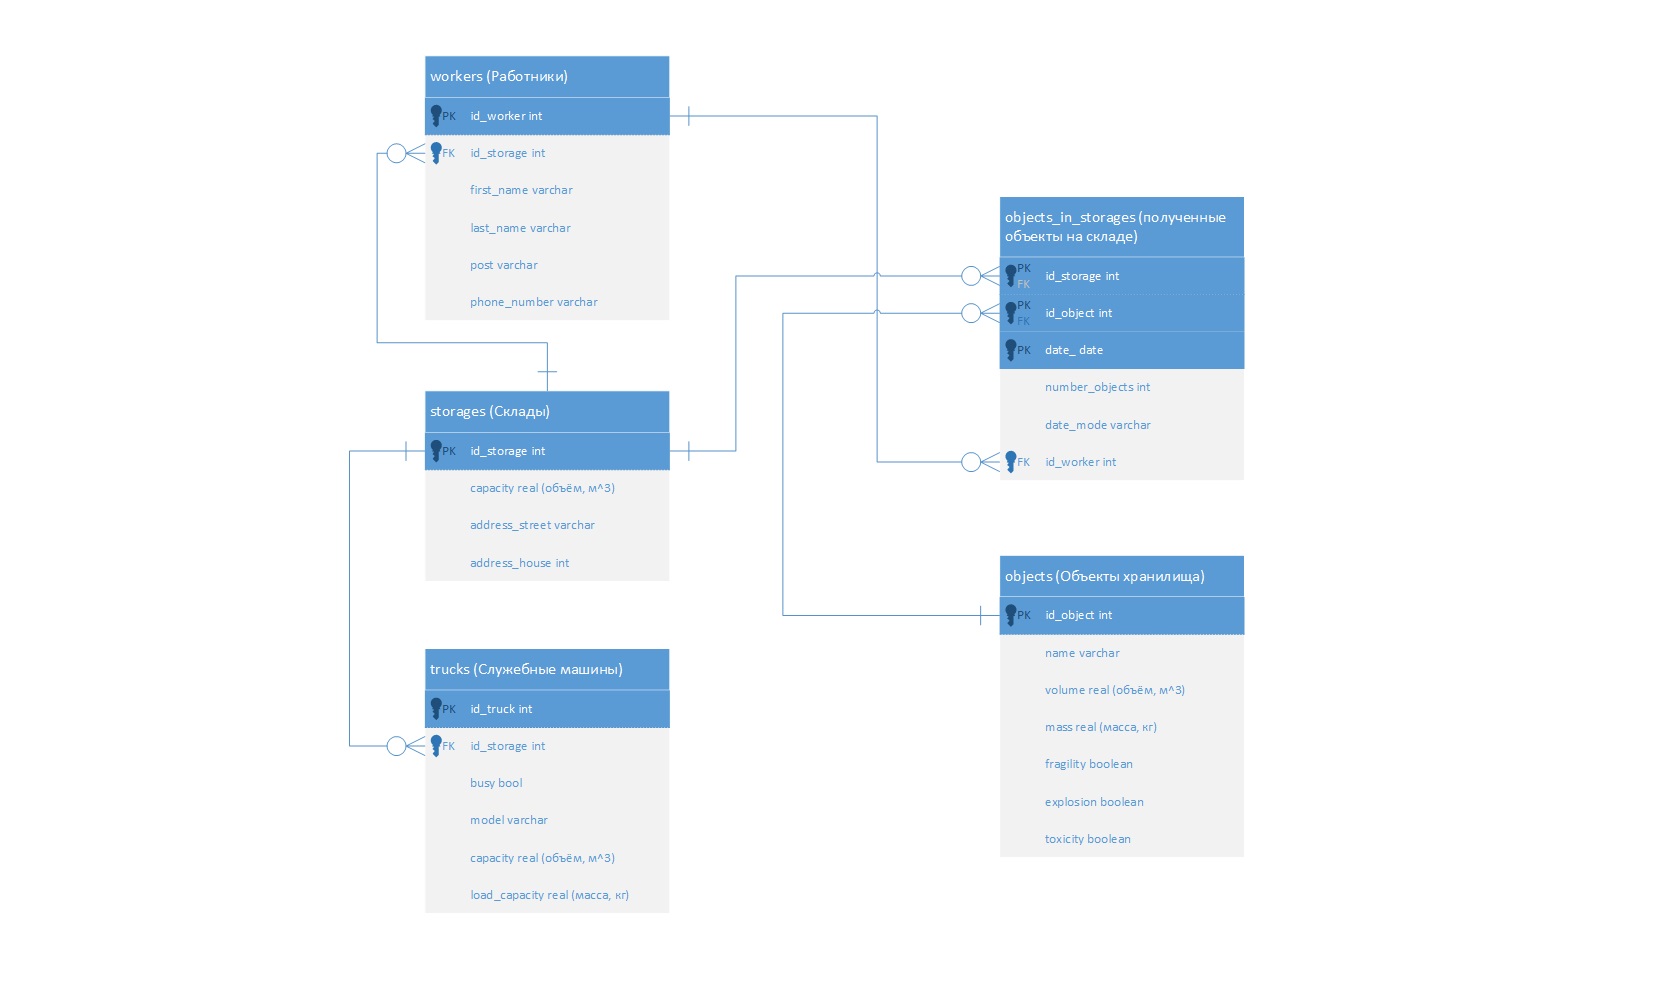 workers (Работники)
PK id_worker int
FK id_storage int
first_name varchar
last_name varchar
post varchar
phone_number varchar
storages (Склады)
PK id_storage int
capacity real (объём, м^3)
address_street varchar
address_house int
trucks (Служебные машины)
PK id_truck int
FK id_storage int
busy bool
model varchar
capacity real (объём, м^3)
load_capacity real (масса, кг)
objects_in_storages (полученные
объекты на складе)
PK
FK
id_storage int
PK
FK
id_object int
PK date_ date
number_objects int
date_mode varchar
FK id_worker int
objects (Объекты хранилища)
PK id_object int
name varchar
volume real (объём, м^3)
mass real (масса, кг)
fragility boolean
explosion boolean
toxicity boolean